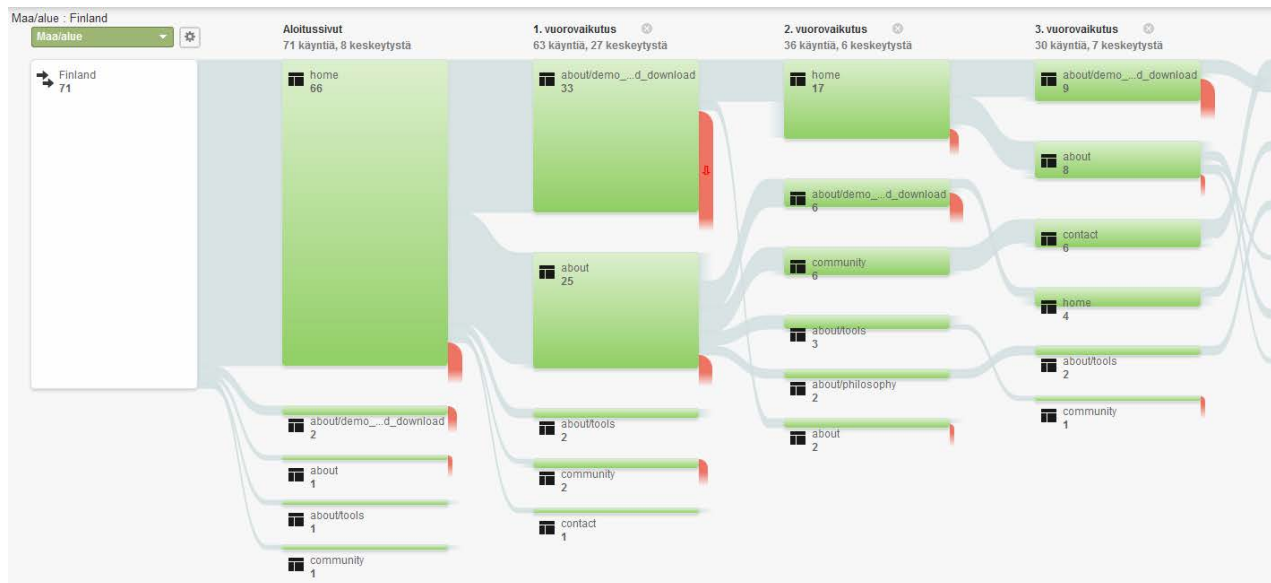 Maa/alue : Finland
Maa/alue
Finland
71
Aloitussivut
71 käyntiä, 8 keskeytystä
home
66
about/demo_...d_download
2
about
1
about/tools
1
community
1
1. vuorovaikutus
63 käyntiä, 27 keskeytystä
about/demo_...d_download
33
about
25
about/tools
2
community
2
contact
1
2. vuorovaikutus
36 käyntiä, 6 keskeytystä
home
17
about/demo_...d_download
6
community
6
about/tools
3
about/philosophy
2
about
2
3. vuorovaikutus
30 käyntiä, 7 keskeytystä
about/demo_...d_download
9
about
8
contact
6
home
4
about/tools
2
community
1